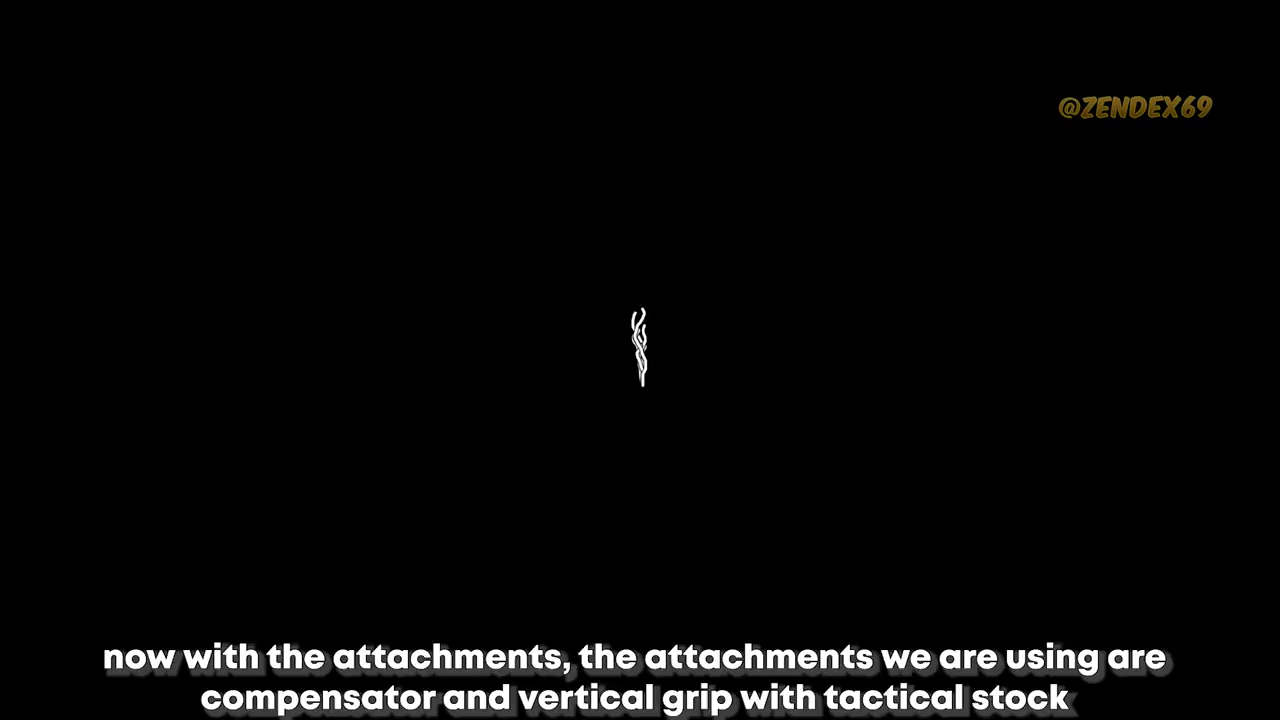 @ZENDEX69
now with the attachments, the attachments we are using are
compensator and vertical grip with tactical stock